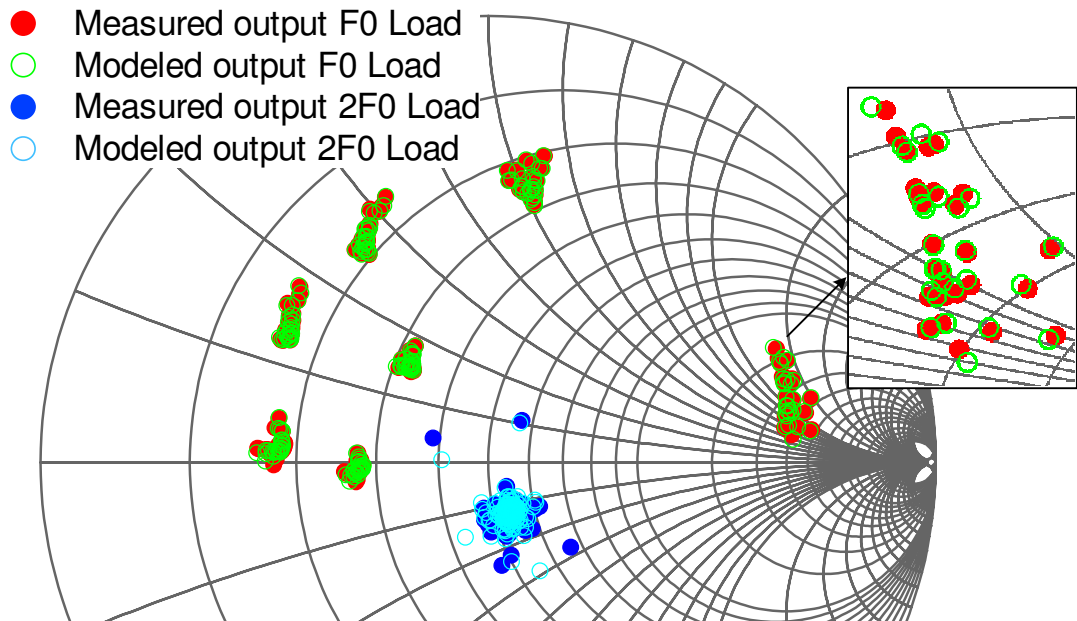 Measured output F0 Load
Modeled output F0 Load
Measured output 2F0 Load
Modeled output 2F0 Load